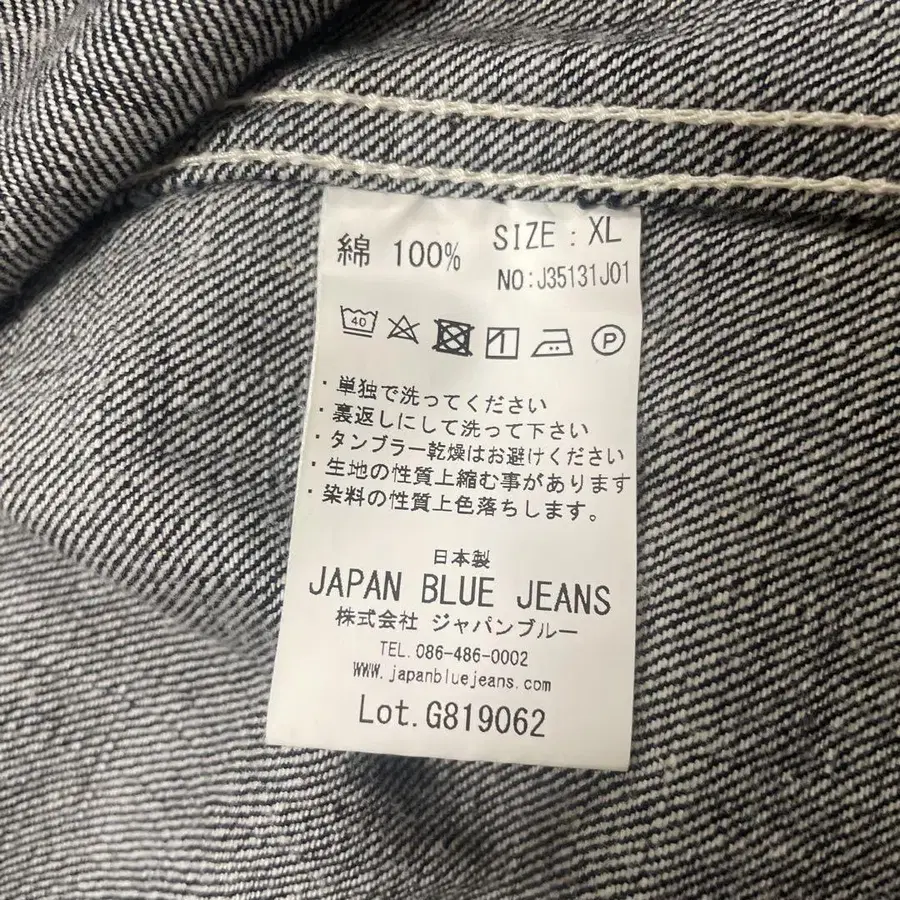 綿 100% SIZE : XL
NO:J35131J01
40 P
・単独で洗ってください
・裏返しにして洗って下さい
・タンブラー乾燥はお避けください
・生地の性質上縮む事があります
・染料の性質上色落ちします。
日本製
JAPAN BLUE JEANS
株式会社 ジャパンブルー
TEL. 086-486-0002
www.japanbluejeans.com
Lot.G819062